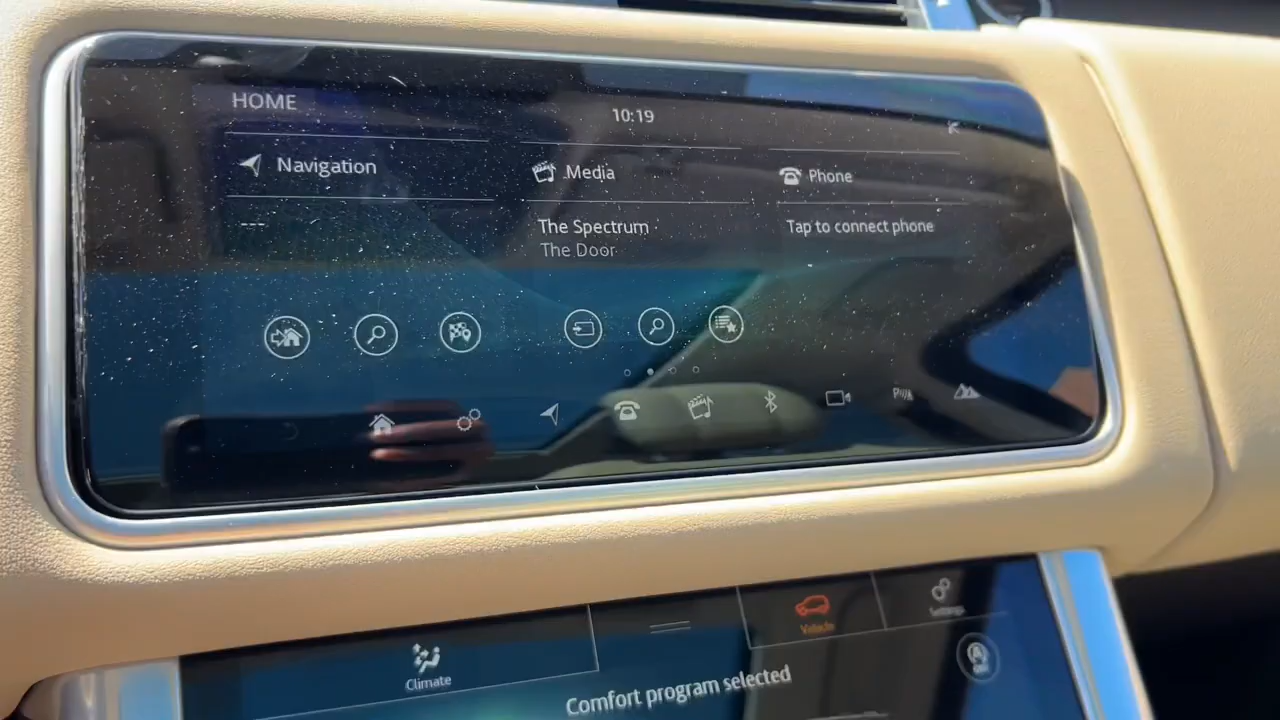 HOME
10:19
Navigation
Media
Phone
---
The Spectrum
The Door
Tap to connect phone
Climate
Vehicle
Settings
Comfort program selected